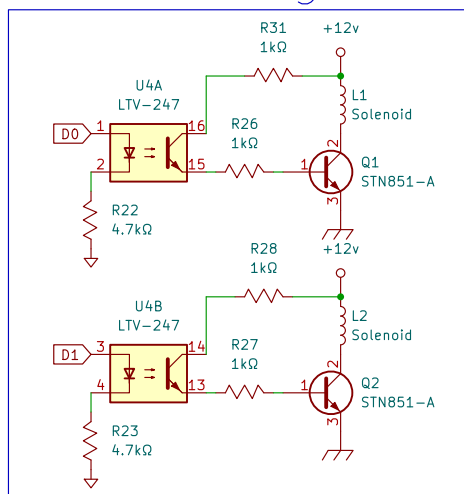 R31
1kΩ
+12v
U4A
LTV-247
L1
Solenoid
1
16
D0
R26
1kΩ
2
2
15
1
Q1
STN851-A
3
R22
4.7kΩ
R28
1kΩ
+12v
U4B
LTV-247
L2
Solenoid
3
14
D1
R27
1kΩ
2
4
13
1
Q2
STN851-A
3
R23
4.7kΩ